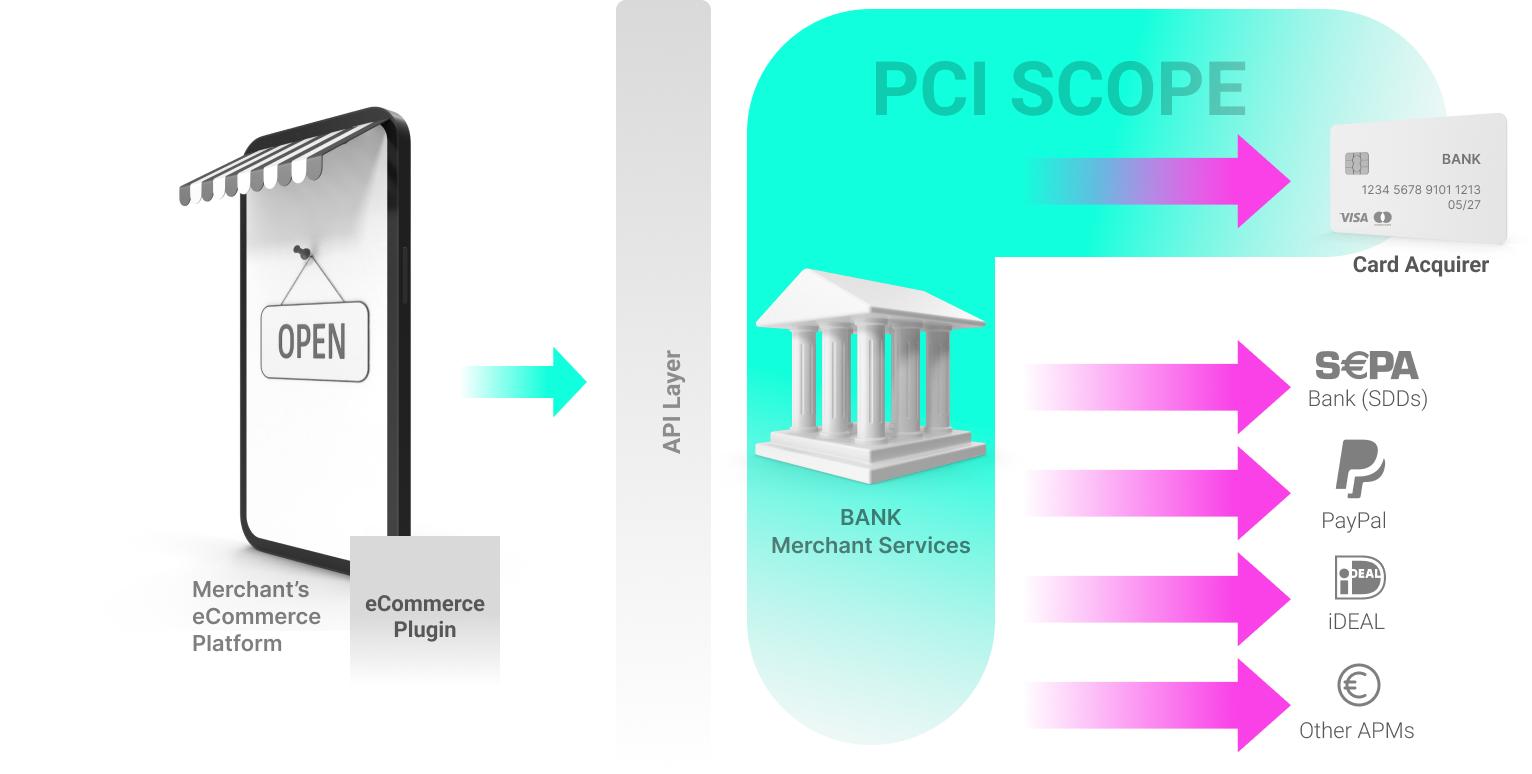 PCI SCOPE
BANK
1234 5678 9101 1213
05/27
VISA
Card Acquirer
OPEN
API Layer
S€PA
Bank (SDDs)
PayPal
BANK
Merchant Services
iDEAL
iDEAL
Merchant’s
eCommerce
Platform
eCommerce
Plugin
€
Other APMs